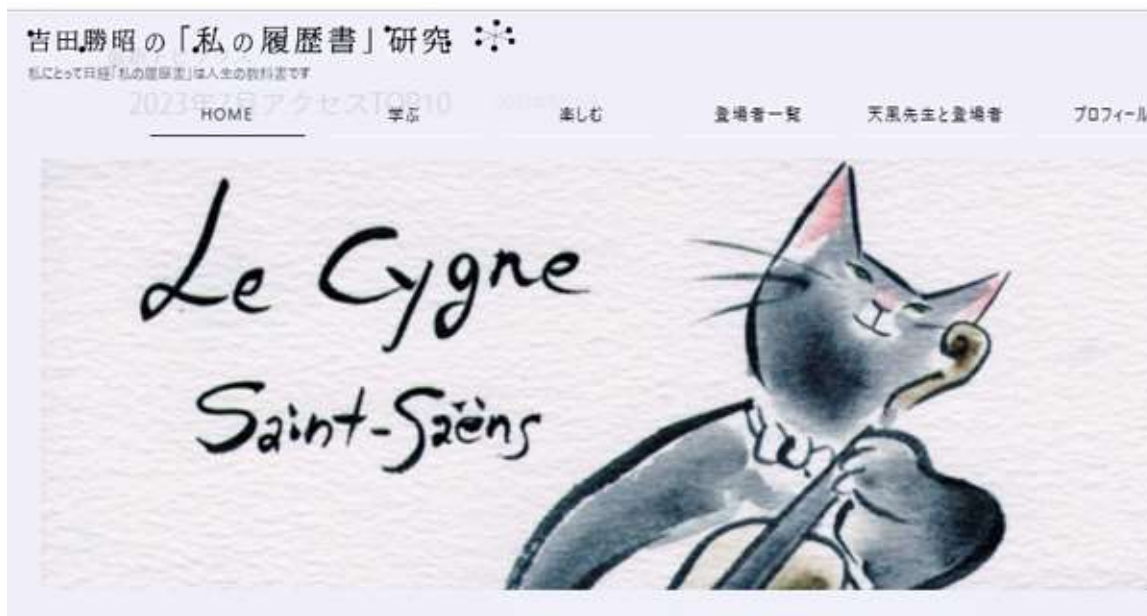 吉田勝昭の「私の履歴書」研究
私にとって日経「私の履歴書」は人生の教科書です
2023年7月アクセスTOP10
HOME 学ぶ 楽しむ 登場者一覧 天風先生と登場者 プロフィール
Le Cygne
Saint-Saëns